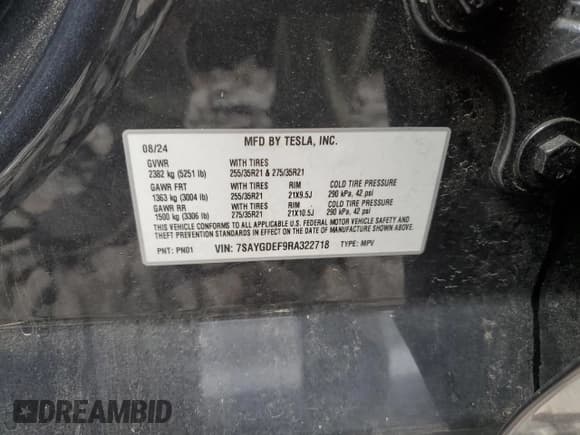 MFD BY TESLA, INC.
08/24
GVWR WITH TIRES
2382 kg (5251 lb) 255/35R21 & 275/35R21
GAWR FRT WITH TIRES RIM COLD TIRE PRESSURE
1363 kg (3004 lb) 255/35R21 21X9.5J 290 kPa, 42 psi
GAWR RR WITH TIRES RIM COLD TIRE PRESSURE
1500 kg (3306 lb) 275/35R21 21X10.5J 290 kPa, 42 psi
THIS VEHICLE CONFORMS TO ALL APPLICABLE U.S. FEDERAL MOTOR VEHICLE SAFETY AND
THEFT PREVENTION STANDARDS IN EFFECT ON THE DATE OF MANUFACTURE SHOWN ABOVE.
PNT: PN01 VIN: 7SAYGDEF9RA322718 TYPE: MPV
DREAMBID